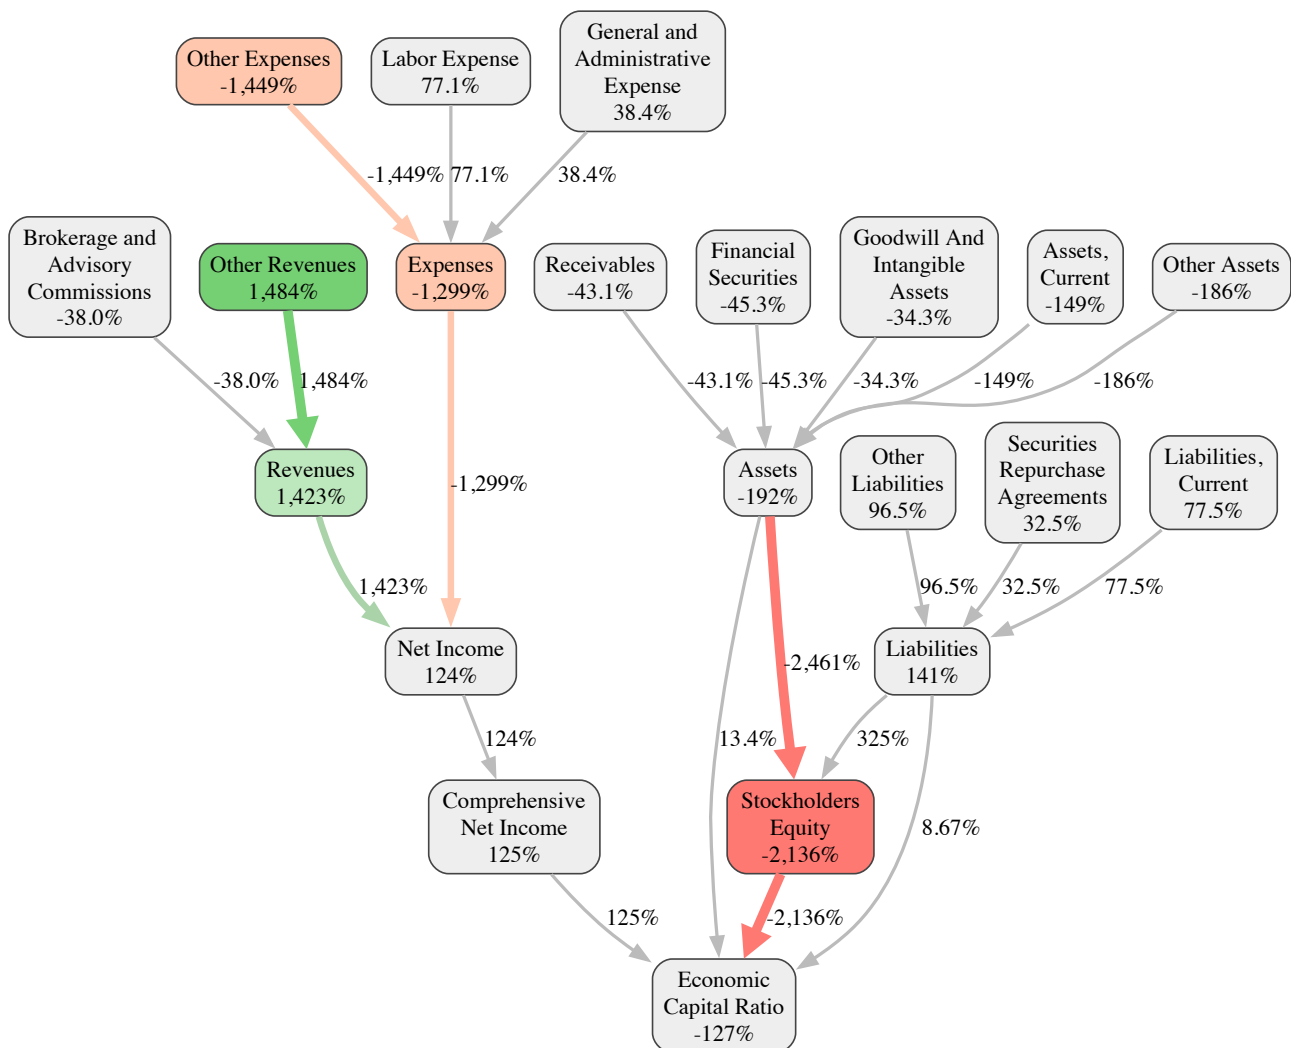 Other Expenses
-1,449%
Labor Expense
77.1%
General and
Administrative
Expense
38.4%
-1,449%
77.1%
38.4%
Brokerage and
Advisory
Commissions
-38.0%
Other Revenues
1,484%
Expenses
-1,299%
Receivables
-43.1%
Financial
Securities
-45.3%
Goodwill And
Intangible
Assets
-34.3%
Assets,
Current
-149%
Other Assets
-186%
-38.0%
1,484%
-43.1%
-45.3%
-34.3%
-149%
-186%
Revenues
1,423%
-1,299%
Assets
-192%
Other
Liabilities
96.5%
Securities
Repurchase
Agreements
32.5%
Liabilities,
Current
77.5%
1,423%
96.5%
32.5%
77.5%
Net Income
124%
-2,461%
Liabilities
141%
124%
13.4%
325%
Comprehensive
Net Income
125%
Stockholders
Equity
-2,136%
8.67%
125%
-2,136%
Economic
Capital Ratio
-127%